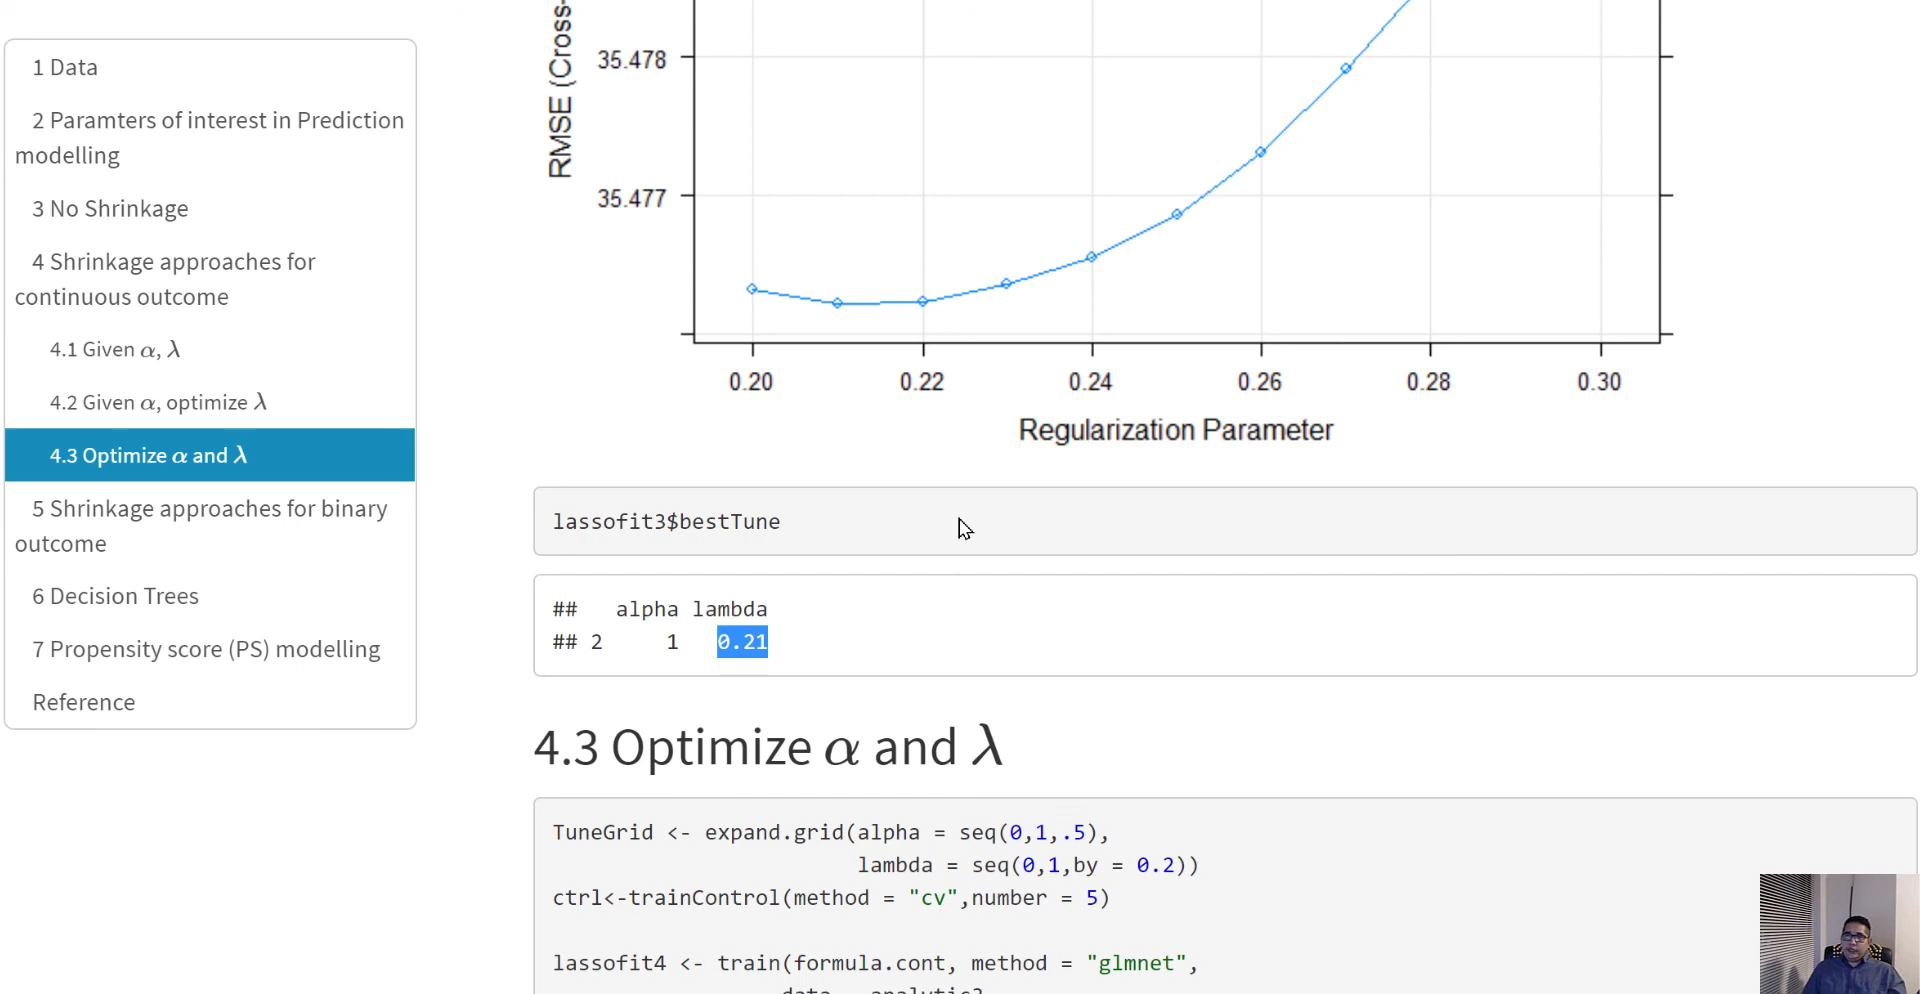 1 Data
2 Paramters of interest in Prediction
modelling
3 No Shrinkage
4 Shrinkage approaches for
continuous outcome
4.1 Given α, λ
4.2 Given α, optimize λ
4.3 Optimize α and λ
5 Shrinkage approaches for binary
outcome
6 Decision Trees
7 Propensity score (PS) modelling
Reference
RMSE (Cross-
35.478
35.477
0.20 0.22 0.24 0.26 0.28 0.30
Regularization Parameter
lassofit3$bestTune
## alpha lambda
## 2 1 0.21
4.3 Optimize α and λ
TuneGrid <- expand.grid(alpha = seq(0,1,.5),
lambda = seq(0,1,by = 0.2))
ctrl<-trainControl(method = "cv",number = 5)
lassofit4 <- train(formula.cont, method = "glmnet",